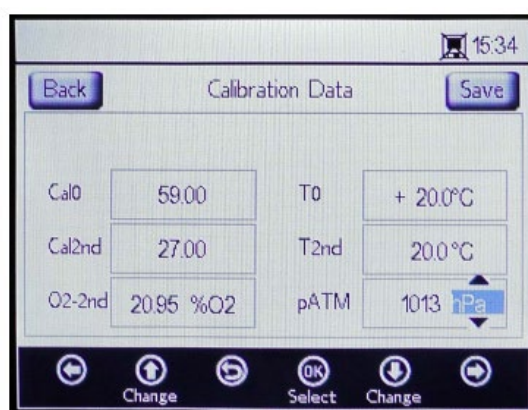 15:34
Back Calibration Data Save
Cal0 59.00 T0 + 20.0°C
Cal2nd 27.00 T2nd 20.0°C
O2-2nd 20.95 %O2 pATM 1013 hPa
OK
Change Select Change